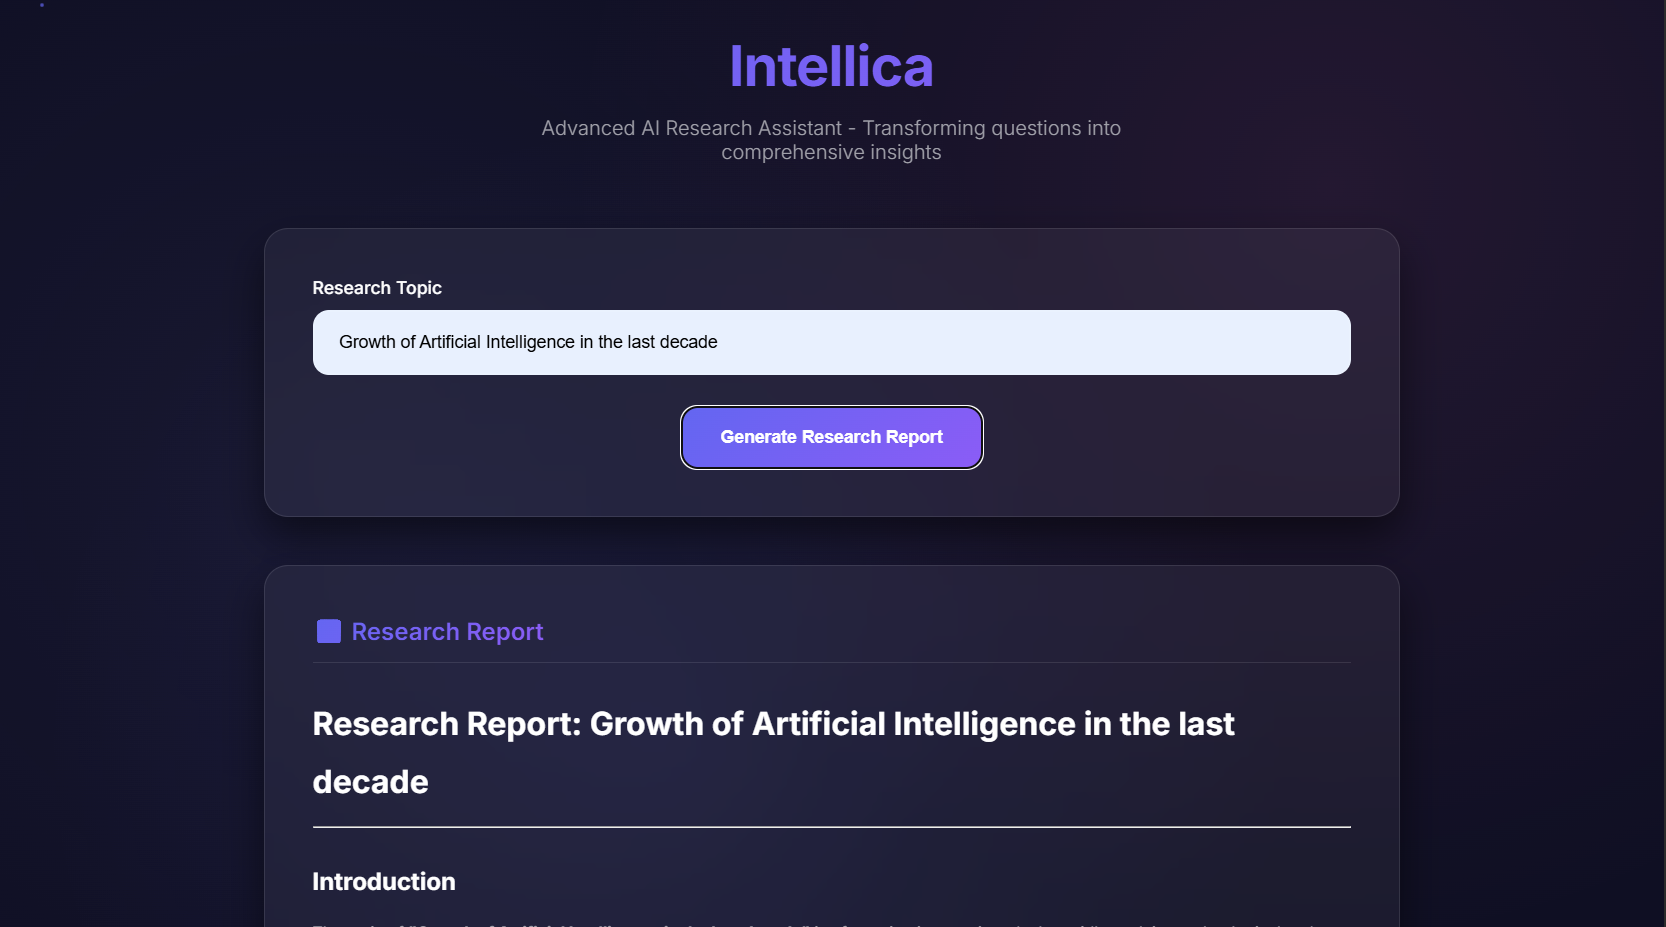 Intellica
Advanced AI Research Assistant - Transforming questions into
comprehensive insights
Research Topic
Growth of Artificial Intelligence in the last decade
Generate Research Report
Research Report
Research Report: Growth of Artificial Intelligence in the last
decade
Introduction